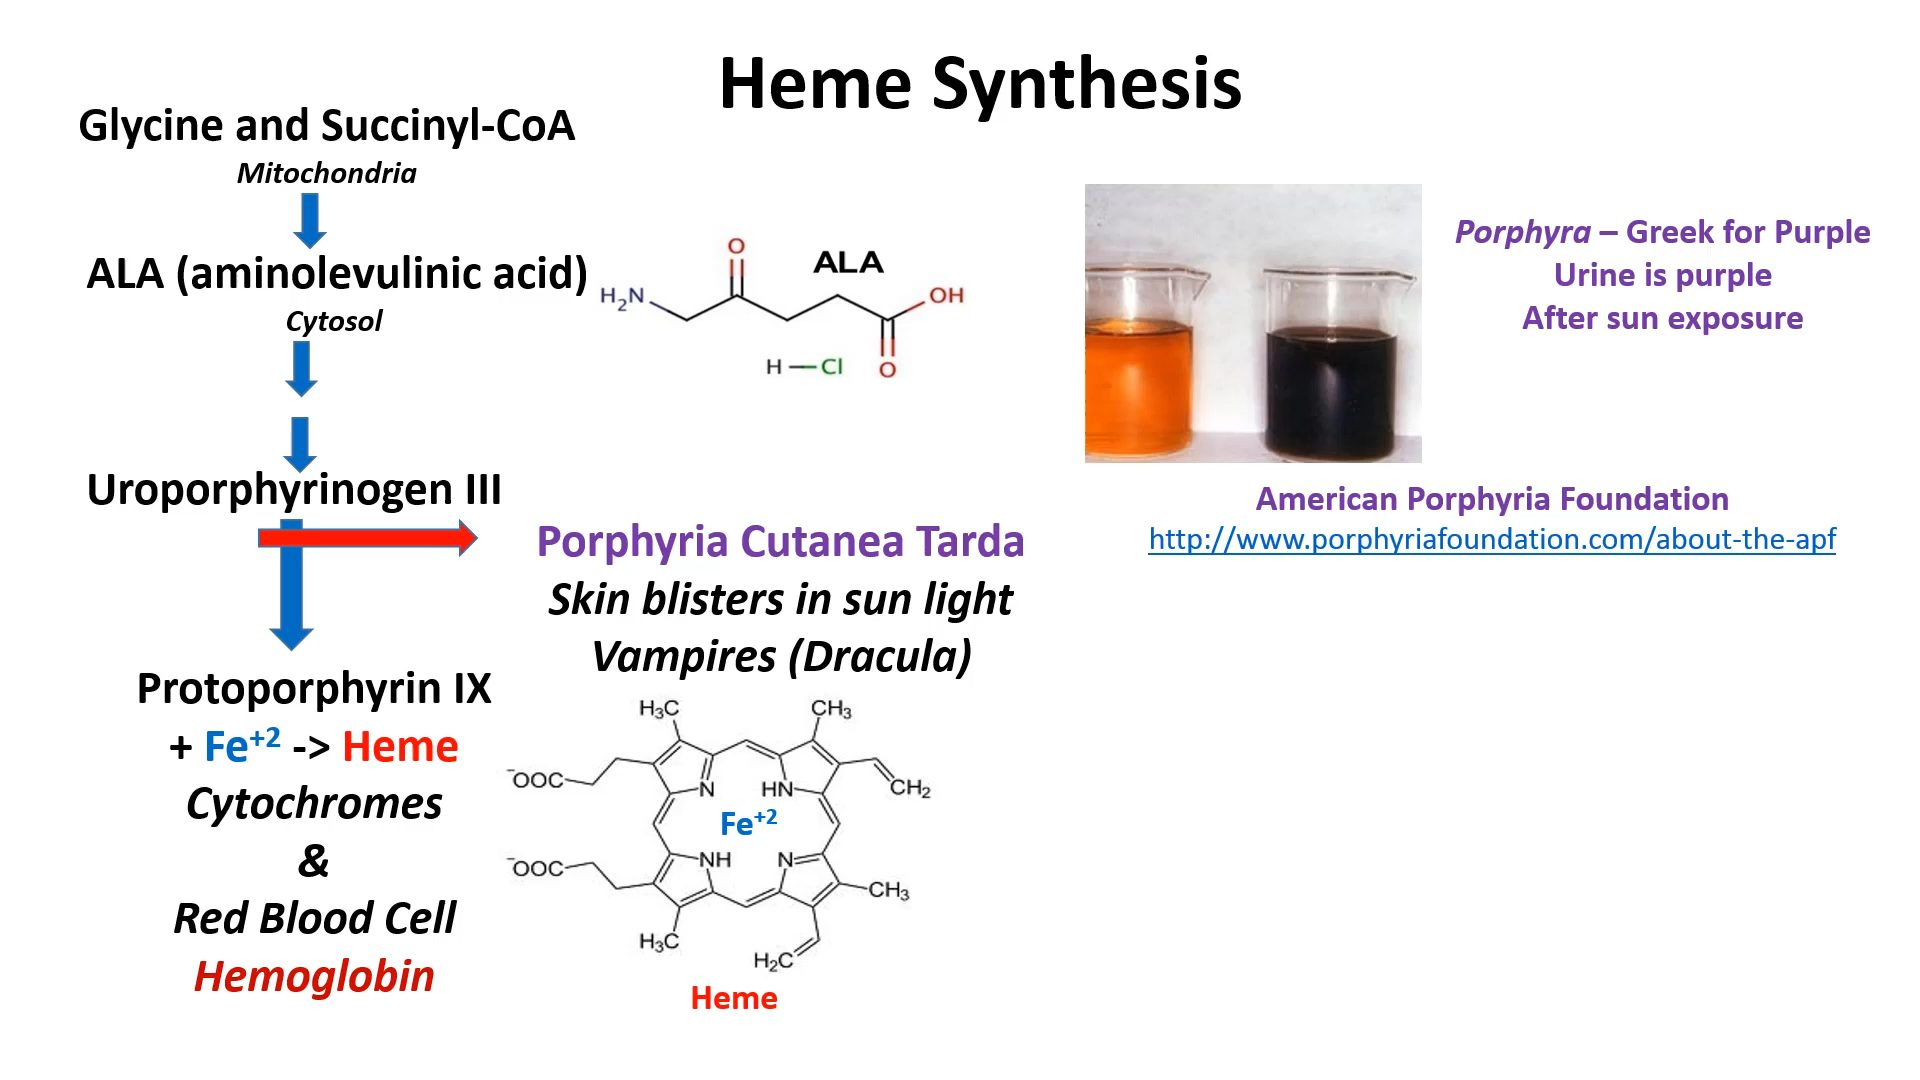 Heme Synthesis
Glycine and Succinyl-CoA
Mitochondria
ALA (aminolevulinic acid)
Cytosol
Uroporphyrinogen III
Protoporphyrin IX
+ Fe+2 -> Heme
Cytochromes
&
Red Blood Cell
Hemoglobin
O
ALA
H2N
OH
H Cl
O
Porphyria Cutanea Tarda
Skin blisters in sun light
Vampires (Dracula)
H3C
CH3
-OOC
N
HN
CH2
Fe+2
-OOC
NH
N
CH3
H3C
H2C
Heme
Porphyra – Greek for Purple
Urine is purple
After sun exposure
American Porphyria Foundation
http://www.porphyriafoundation.com/about-the-apf